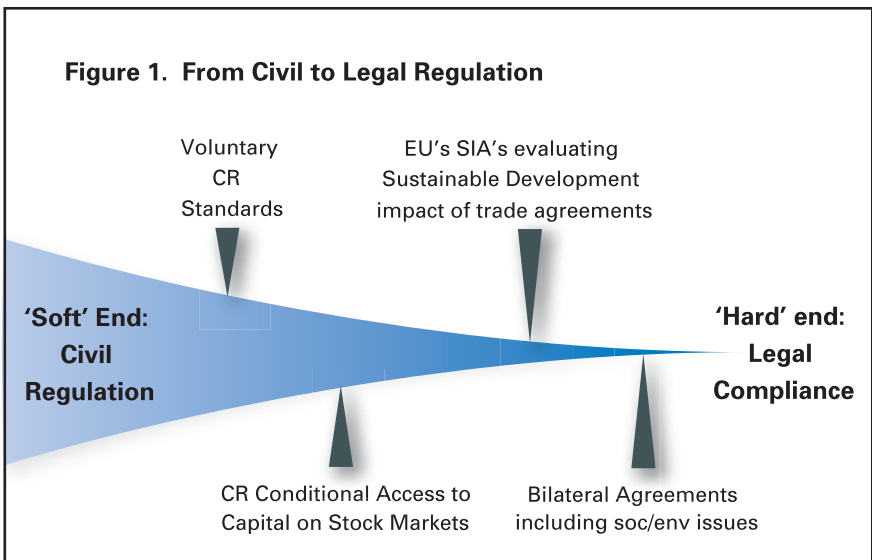 Figure 1. From Civil to Legal Regulation
Voluntary
CR
Standards
EU's SIA's evaluating
Sustainable Development
impact of trade agreements
‘Soft’ End:
Civil
Regulation
‘Hard’ end:
Legal
Compliance
CR Conditional Access to
Capital on Stock Markets
Bilateral Agreements
including soc/env issues